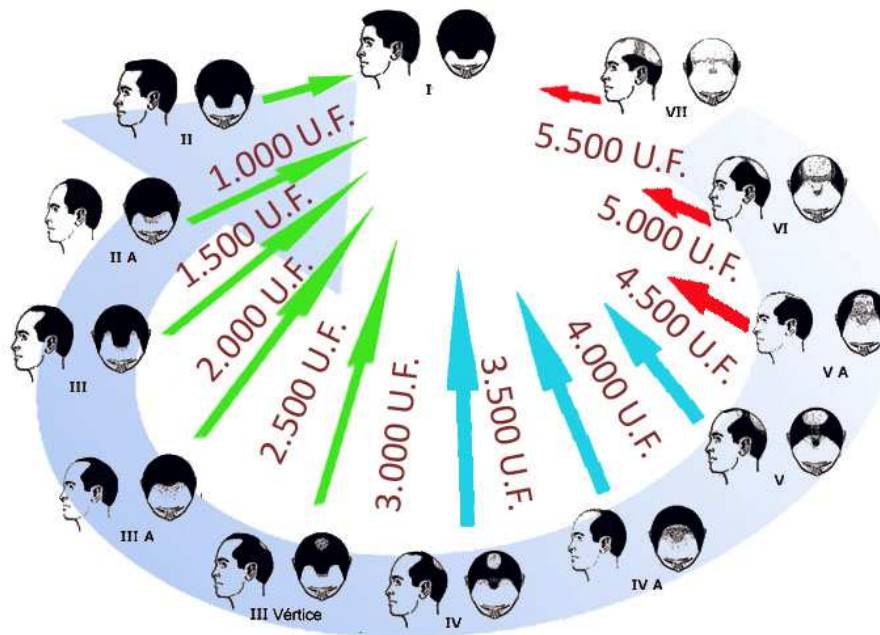 I
II
1.000 U.F.
II A
1.500 U.F.
III
2.000 U.F.
III A
2.500 U.F.
III Vértice
3.000 U.F.
IV
3.500 U.F.
IV A
4.000 U.F.
V
4.500 U.F.
V A
5.000 U.F.
VI
5.500 U.F.
VII